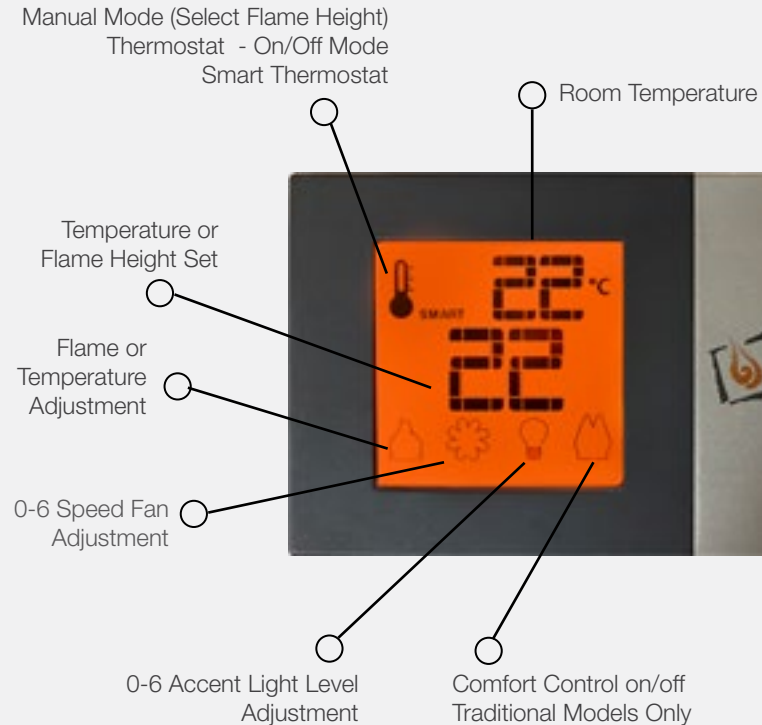 Manual Mode (Select Flame Height)
Thermostat - On/Off Mode
Smart Thermostat
Room Temperature
Temperature or
Flame Height Set
22 °C
SMART
22
Flame or
Temperature
Adjustment
0-6 Speed Fan
Adjustment
0-6 Accent Light Level
Adjustment
Comfort Control on/off
Traditional Models Only